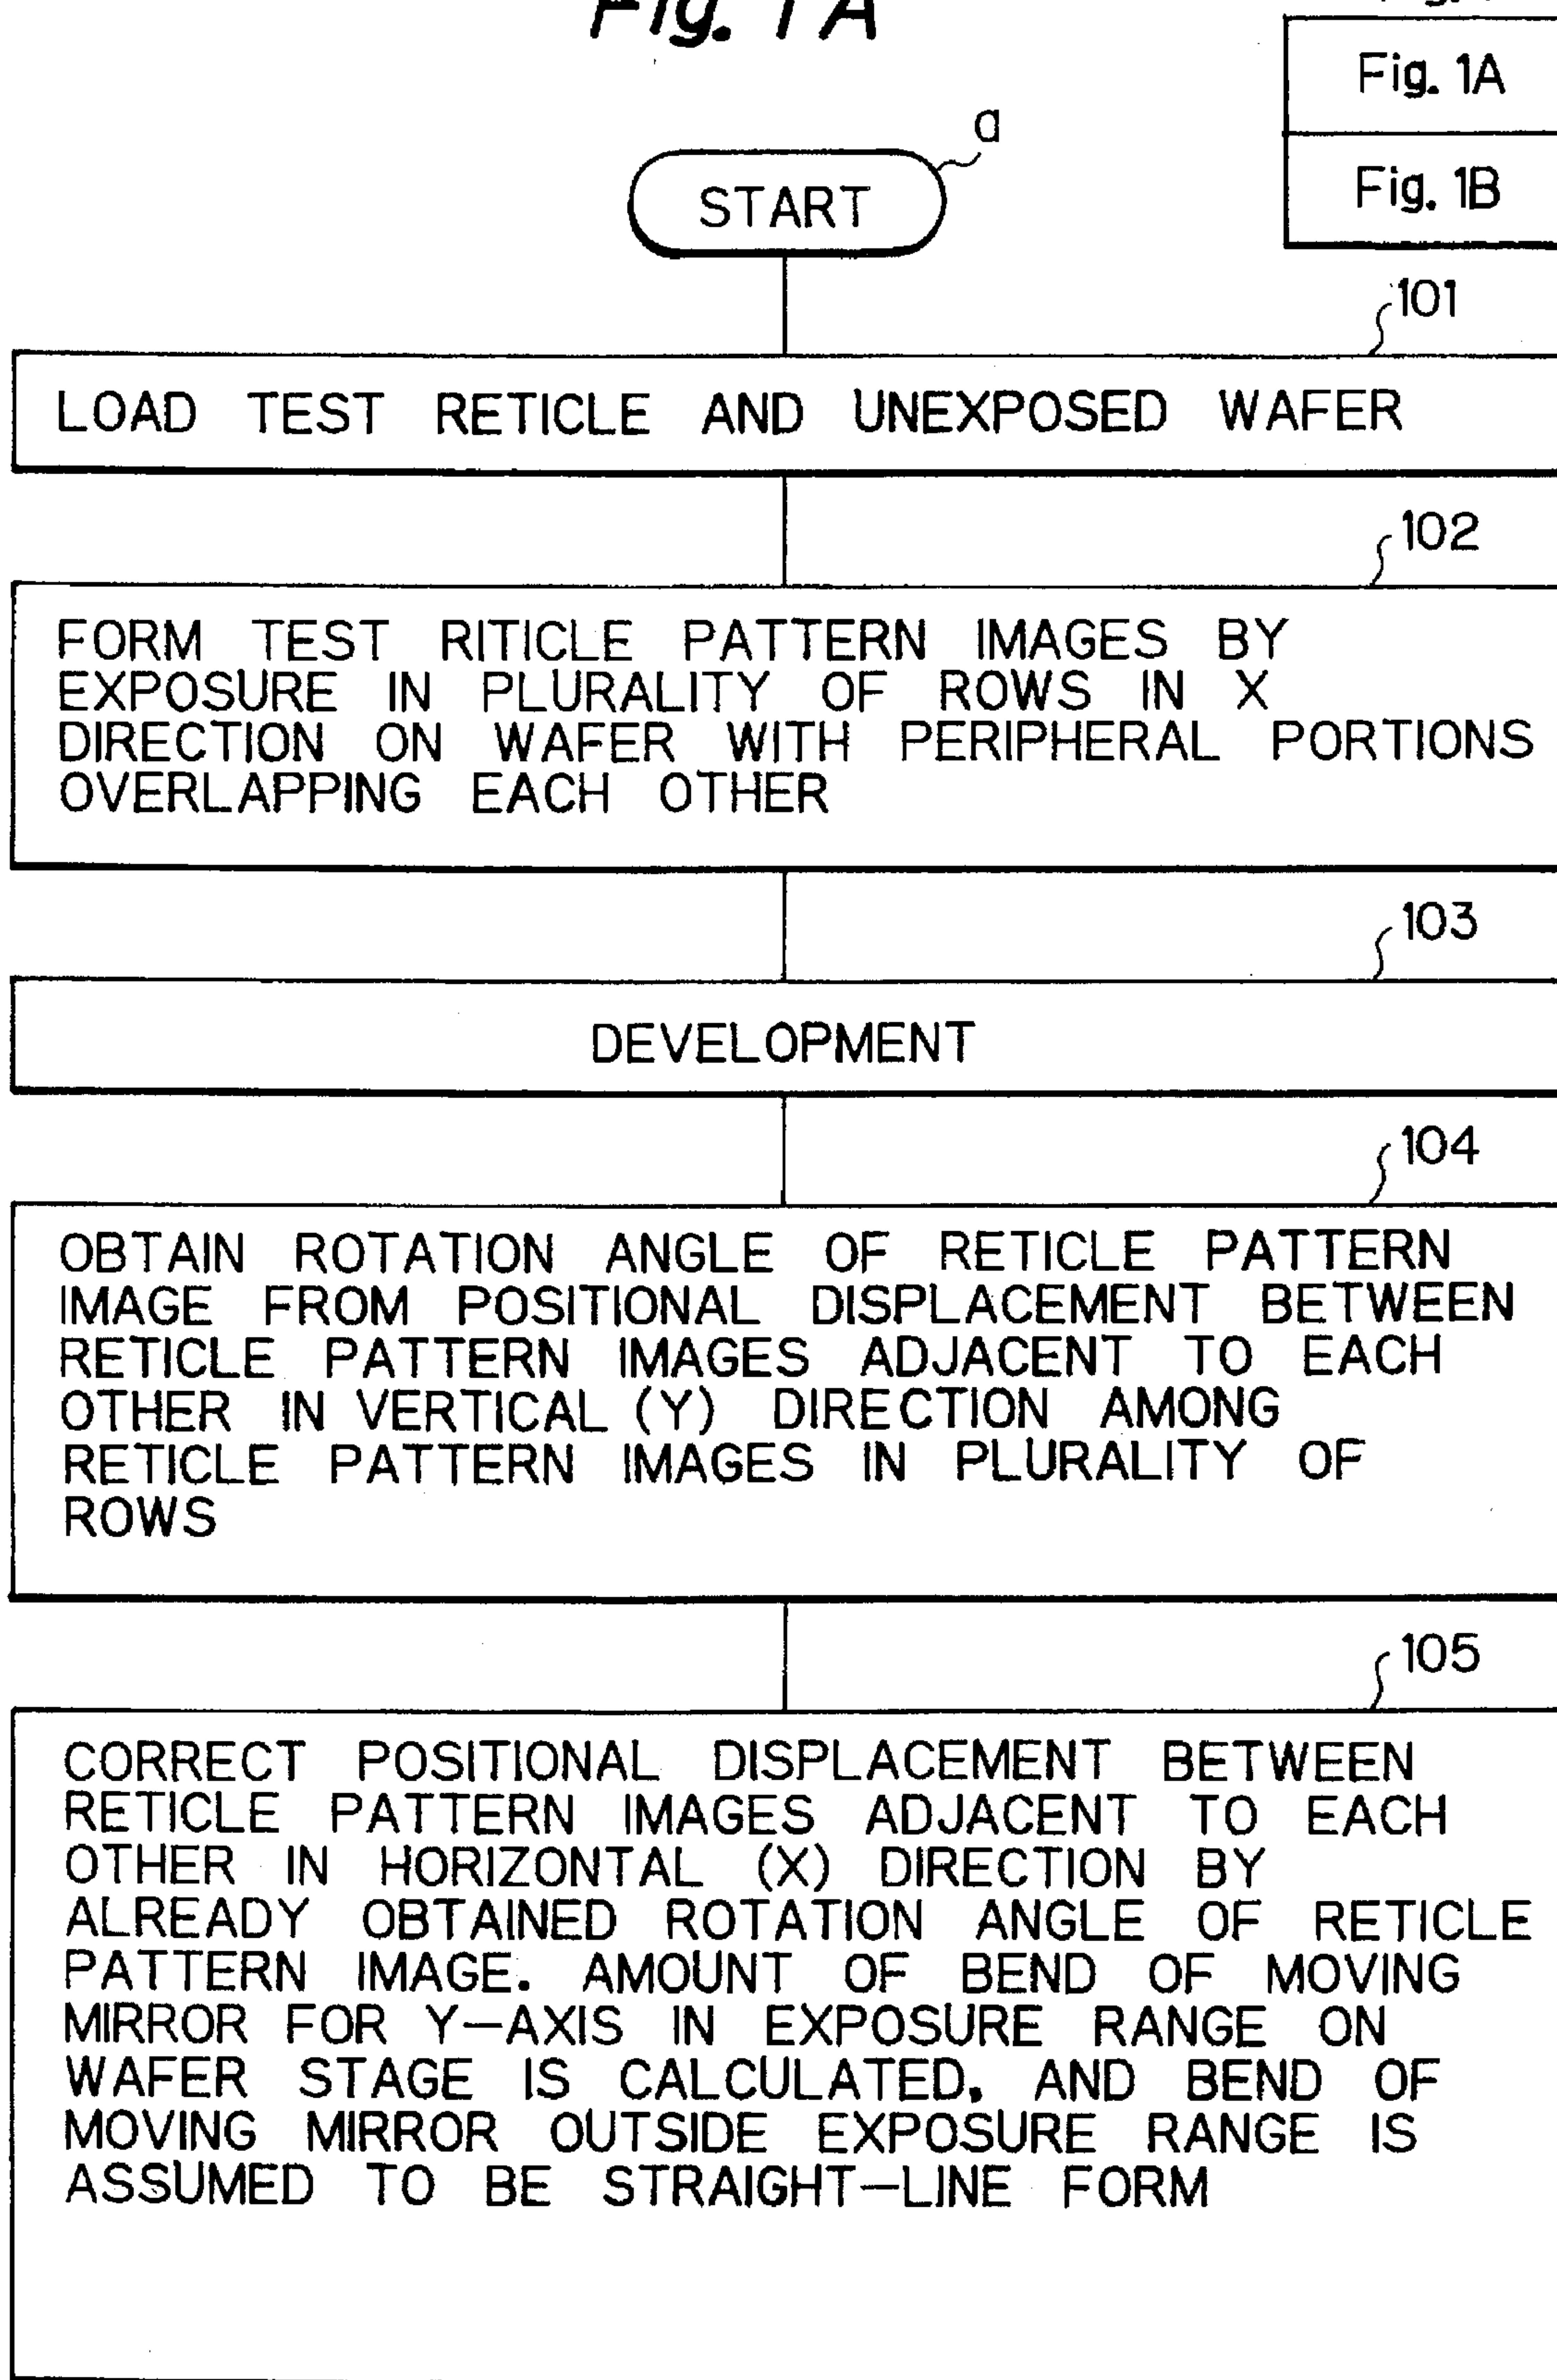 Fig. 1A
Fig. 1A
Fig. 1B
a
START
101
LOAD TEST RETICLE AND UNEXPOSED WAFER
102
FORM TEST RITICLE PATTERN IMAGES BY
EXPOSURE IN PLURALITY OF ROWS IN X
DIRECTION ON WAFER WITH PERIPHERAL PORTIONS
OVERLAPPING EACH OTHER
103
DEVELOPMENT
104
OBTAIN ROTATION ANGLE OF RETICLE PATTERN
IMAGE FROM POSITIONAL DISPLACEMENT BETWEEN
RETICLE PATTERN IMAGES ADJACENT TO EACH
OTHER IN VERTICAL (Y) DIRECTION AMONG
RETICLE PATTERN IMAGES IN PLURALITY OF
ROWS
105
CORRECT POSITIONAL DISPLACEMENT BETWEEN
RETICLE PATTERN IMAGES ADJACENT TO EACH
OTHER IN HORIZONTAL (X) DIRECTION BY
ALREADY OBTAINED ROTATION ANGLE OF RETICLE
PATTERN IMAGE. AMOUNT OF BEND OF MOVING
MIRROR FOR Y-AXIS IN EXPOSURE RANGE ON
WAFER STAGE IS CALCULATED, AND BEND OF
MOVING MIRROR OUTSIDE EXPOSURE RANGE IS
ASSUMED TO BE STRAIGHT-LINE FORM